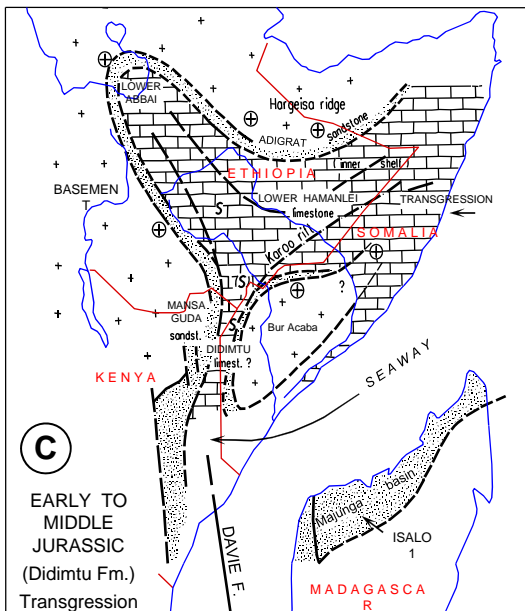 LOWER
ABBAI
Hargeisa ridge
ADIGRAT
sandstone
ETHIOPIA
inner shelf
BASEMEN
T
LOWER HAMANLEI
TRANSGRESSION
S
limestone
SOMALIA
Karoo rift
?
S
?
MANSA
GUDA
sandst.
S
Bur Acaba
DIDIMTU
limest. ?
KENYA
SEAWAY
C
EARLY TO
MIDDLE
JURASSIC
(Didimtu Fm.)
Transgression
DAVIE F.
Majunga basin
ISALO
1
MADAGASCA
R